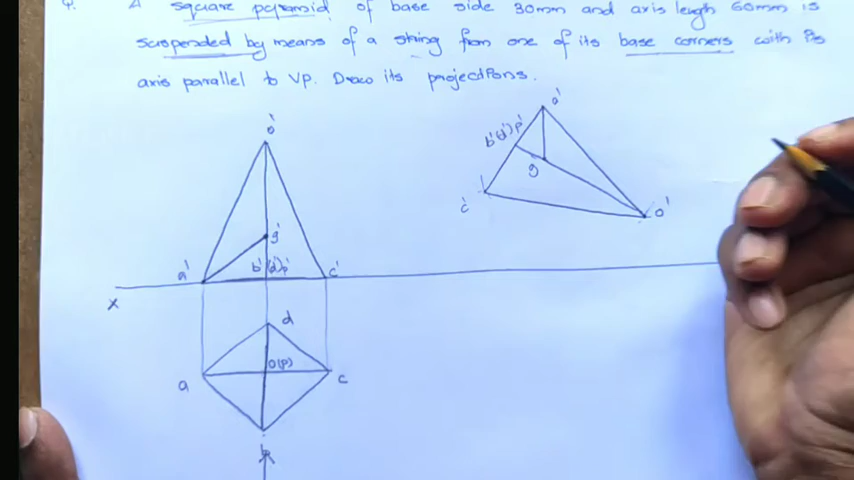 Q. A square pyramid of base side 30mm and axis length 60mm is
suspended by means of a string from one of its base corners with its
axis parallel to VP. Draw its projections.
o'
a'
b'(d')p'
g'
c'
o'
g'
a'
b'(d')p'
c'
X
d
o(p)
a
c
b